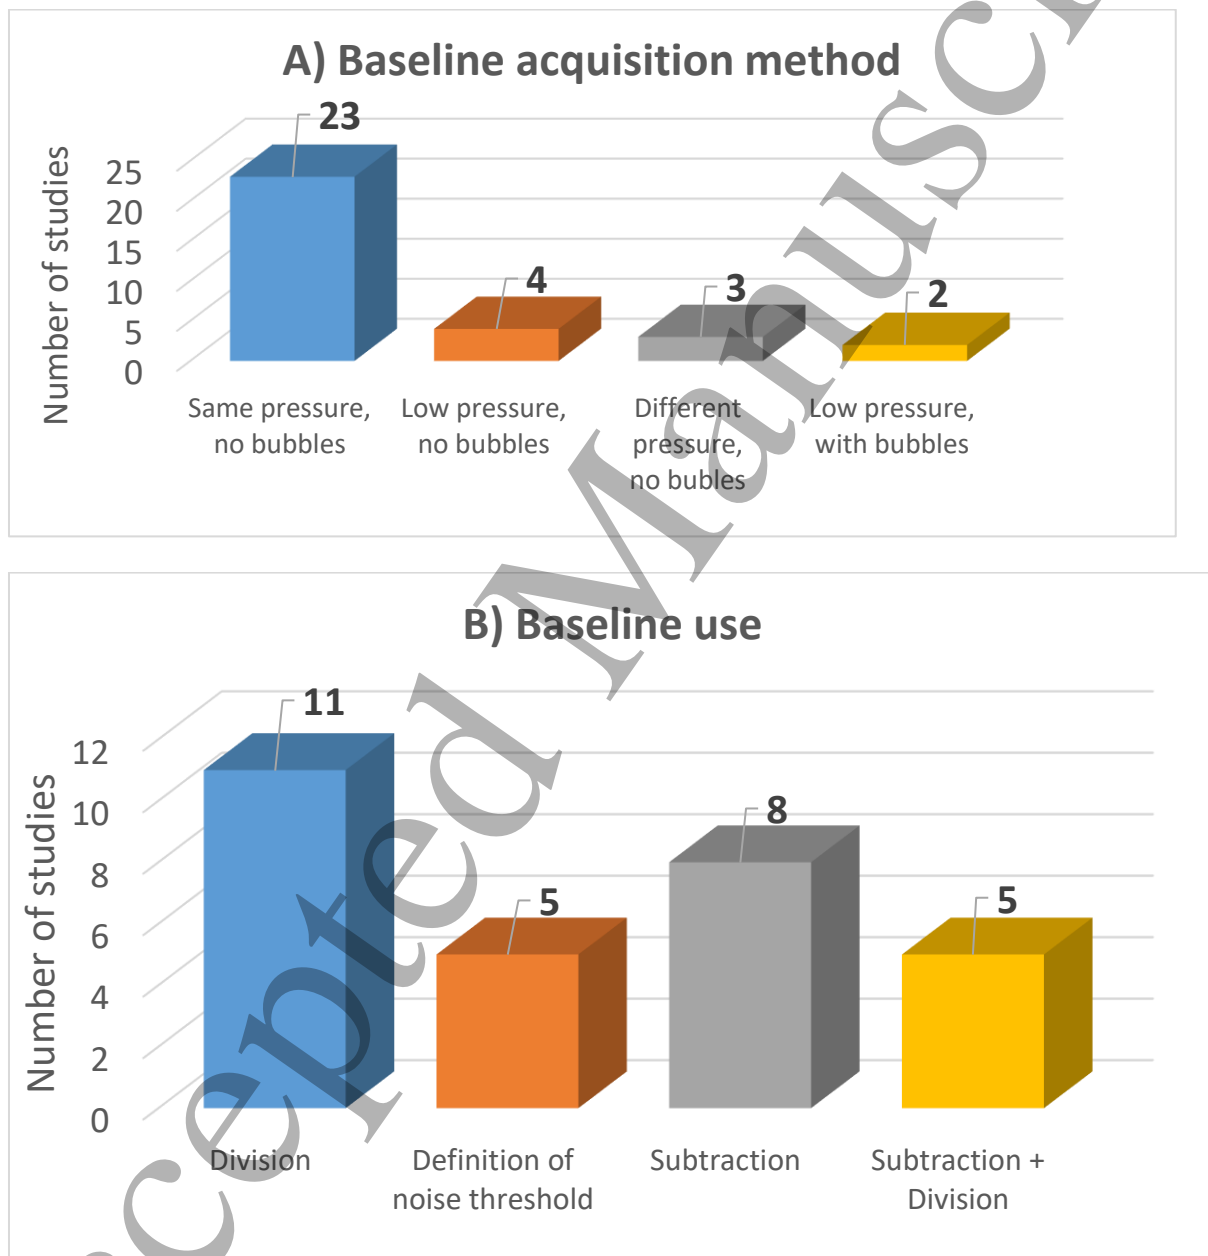 A) Baseline acquisition method
23
4
3
2
Number of studies
25
20
15
10
5
0
Same pressure,
no bubbles
Low pressure,
no bubbles
Different
pressure,
no bubles
Low pressure,
with bubbles
B) Baseline use
11
5
8
5
Number of studies
12
10
8
6
4
2
0
Division
Definition of
noise threshold
Subtraction
Subtraction +
Division
cepted Manusc